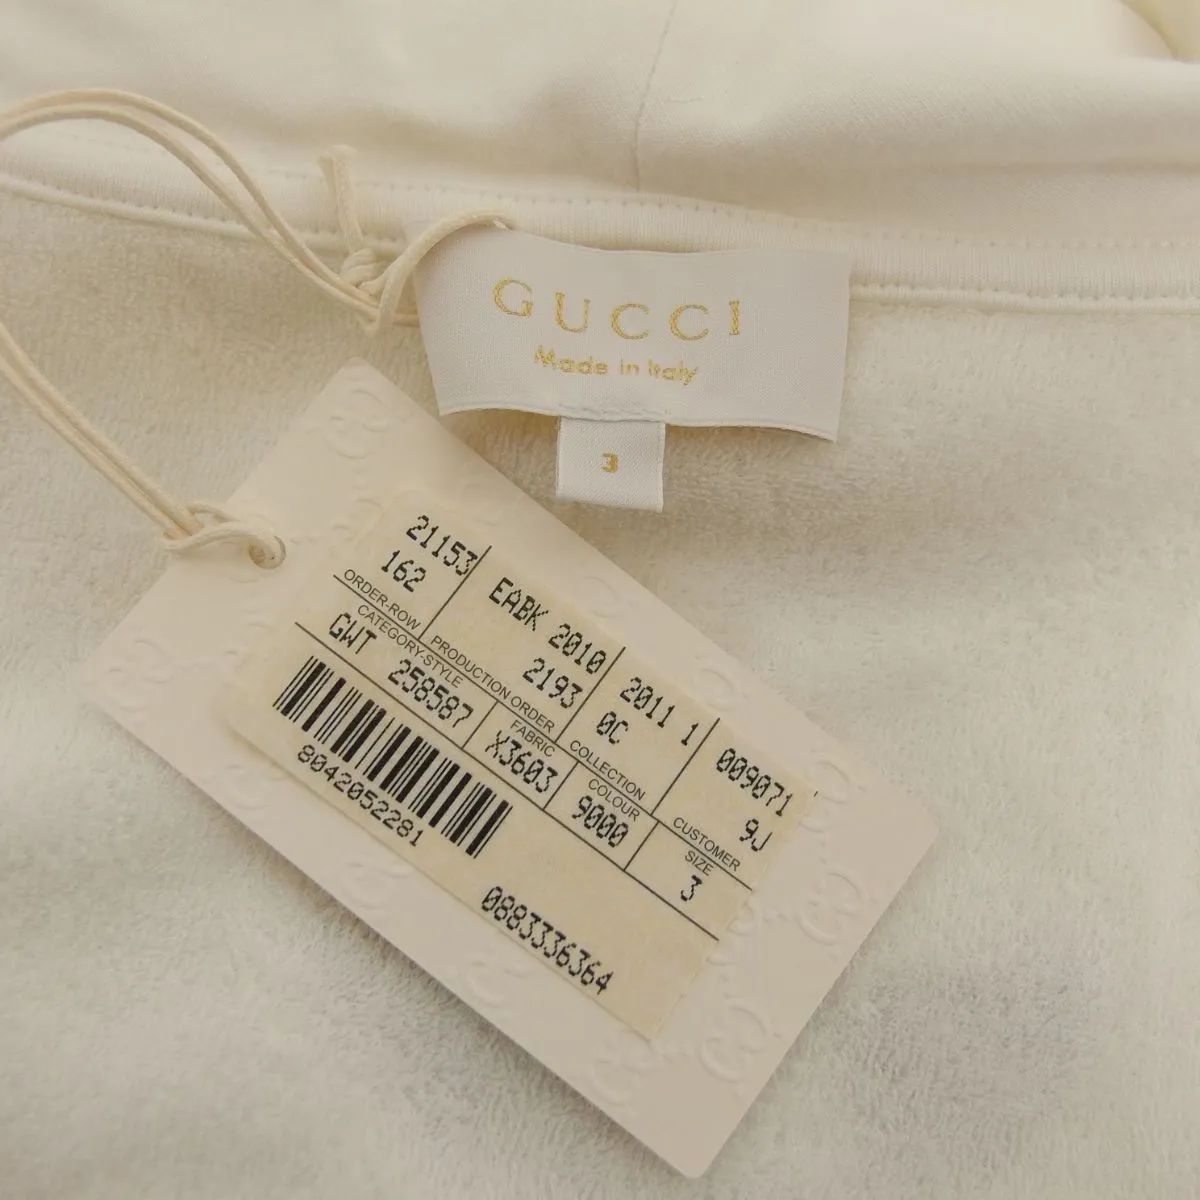 GUCCI
Made in Italy
3
21153 EABK 2010 2011 1 009071
162 2193 0C 9J
ORDER-ROW PRODUCTION ORDER COLLECTION CUSTOMER
CATEGORY-STYLE FABRIC COLOUR SIZE
GWT 258587 X3603 9000 3
8042052281
0883336364